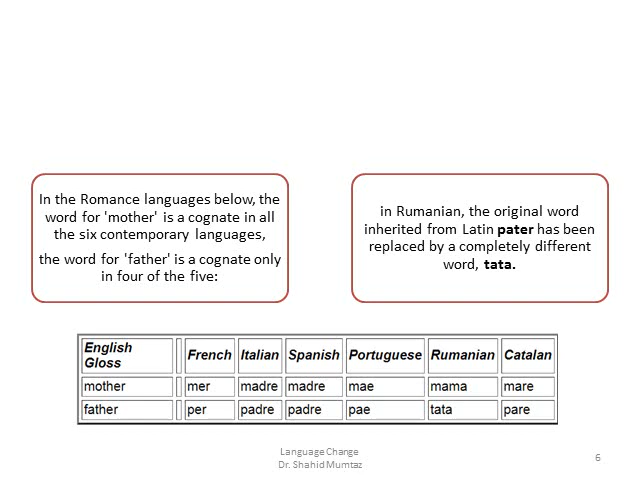 In the Romance languages below, the
word for 'mother' is a cognate in all
the six contemporary languages,
the word for 'father' is a cognate only
in four of the five:
in Rumanian, the original word
inherited from Latin pater has been
replaced by a completely different
word, tata.
English Gloss French Italian Spanish Portuguese Rumanian Catalan
mother mer madre madre mae mama mare
father per padre padre pae tata pare
Language Change
Dr. Shahid Mumtaz
6